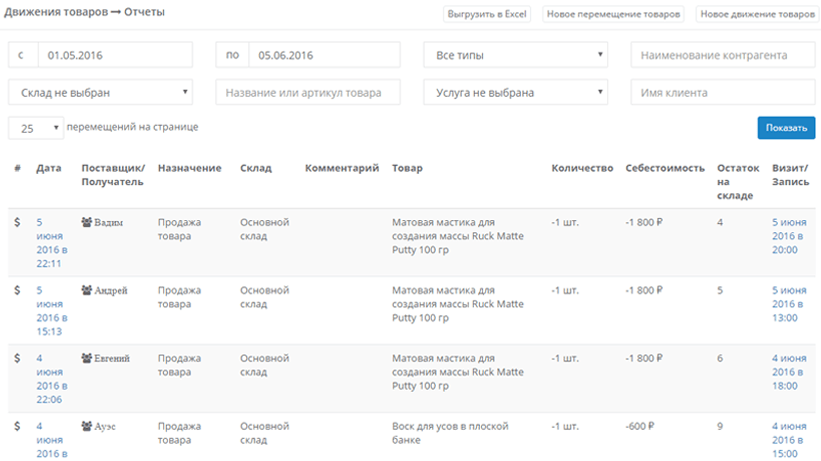 Движения товаров → Отчеты
Выгрузить в Excel
Новое перемещение товаров
Новое движение товаров
с 01.05.2016
по 05.06.2016
Все типы
Наименование контрагента
Склад не выбран
Название или артикул товара
Услуга не выбрана
Имя клиента
25 перемещений на странице
Показать
# Дата Поставщик/ Назначение Склад Комментарий Товар Количество Себестоимость Остаток Визит/
Получатель на Запись
складе
$ 5 Вадим Продажа Основной Матовая мастика для -1 шт. -1 800 ₽ 4 5 июня
июня товара склад создания массы Ruck Matte 2016 в
2016 в Putty 100 гр 20:00
22:11
$ 5 Андрей Продажа Основной Матовая мастика для -1 шт. -1 800 ₽ 5 5 июня
июня товара склад создания массы Ruck Matte 2016 в
2016 в Putty 100 гр 13:00
15:13
$ 4 Евгений Продажа Основной Матовая мастика для -1 шт. -1 800 ₽ 6 4 июня
июня товара склад создания массы Ruck Matte 2016 в
2016 в Putty 100 гр 18:00
22:06
$ 4 Ауэс Продажа Основной Воск для усов в плоской -1 шт. -600 ₽ 9 4 июня
июня товара склад банке 2016 в
2016 в 15:00